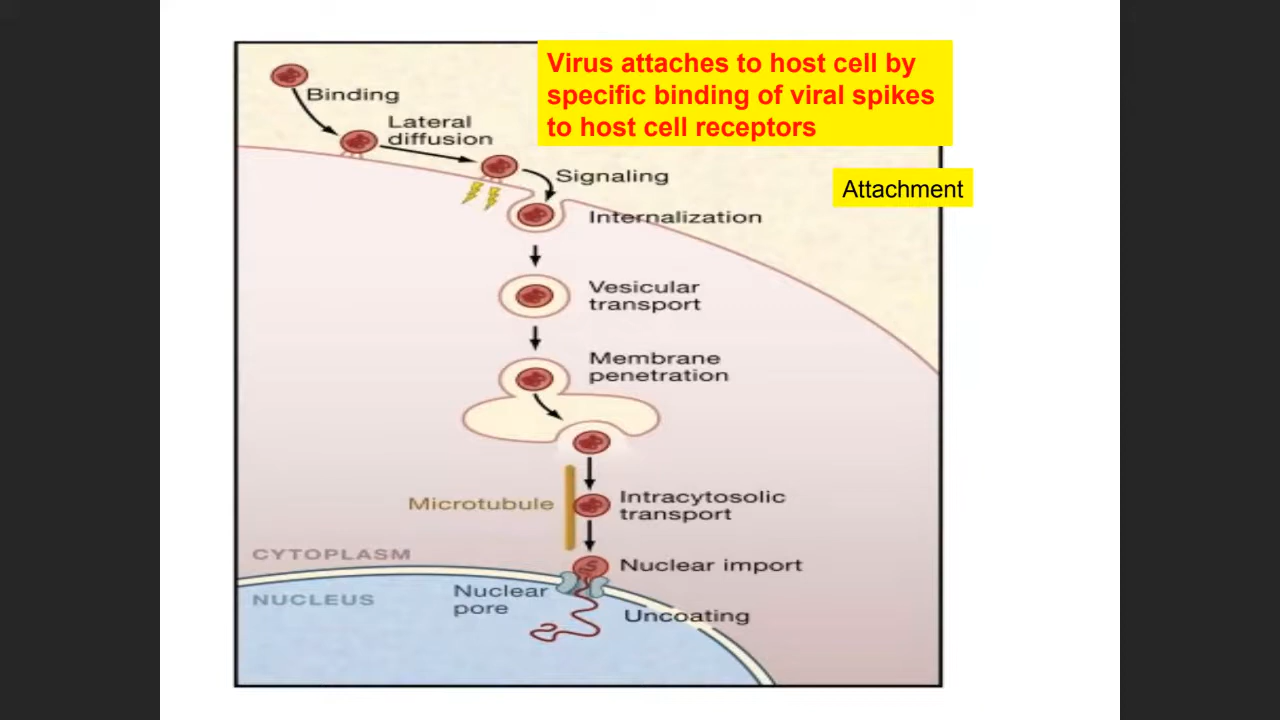 Virus attaches to host cell by
specific binding of viral spikes
to host cell receptors
Binding
Lateral
diffusion
Signaling
Attachment
Internalization
Vesicular
transport
Membrane
penetration
Microtubule
Intracytosolic
transport
CYTOPLASM
Nuclear import
NUCLEUS
Nuclear
pore
Uncoating